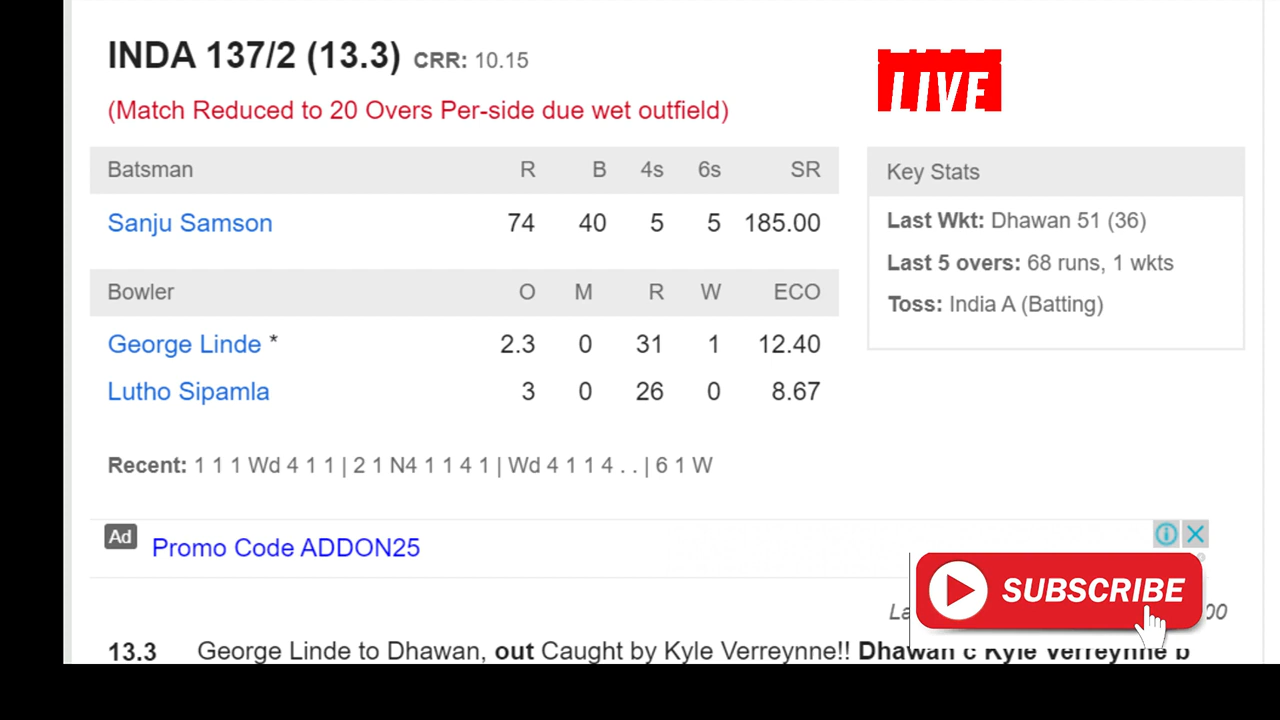 INDA 137/2 (13.3) CRR: 10.15
LIVE
(Match Reduced to 20 Overs Per-side due wet outfield)
Batsman R B 4s 6s SR
Sanju Samson 74 40 5 5 185.00
Bowler O M R W ECO
George Linde * 2.3 0 31 1 12.40
Lutho Sipamla 3 0 26 0 8.67
Key Stats
Last Wkt: Dhawan 51 (36)
Last 5 overs: 68 runs, 1 wkts
Toss: India A (Batting)
Recent: 1 1 1 Wd 4 1 1 | 2 1 N4 1 1 4 1 | Wd 4 1 1 4 . . | 6 1 W
Ad
Promo Code ADDON25
SUBSCRIBE
13.3 George Linde to Dhawan, out Caught by Kyle Verreynne!! Dhawan c Kyle Verreynne b